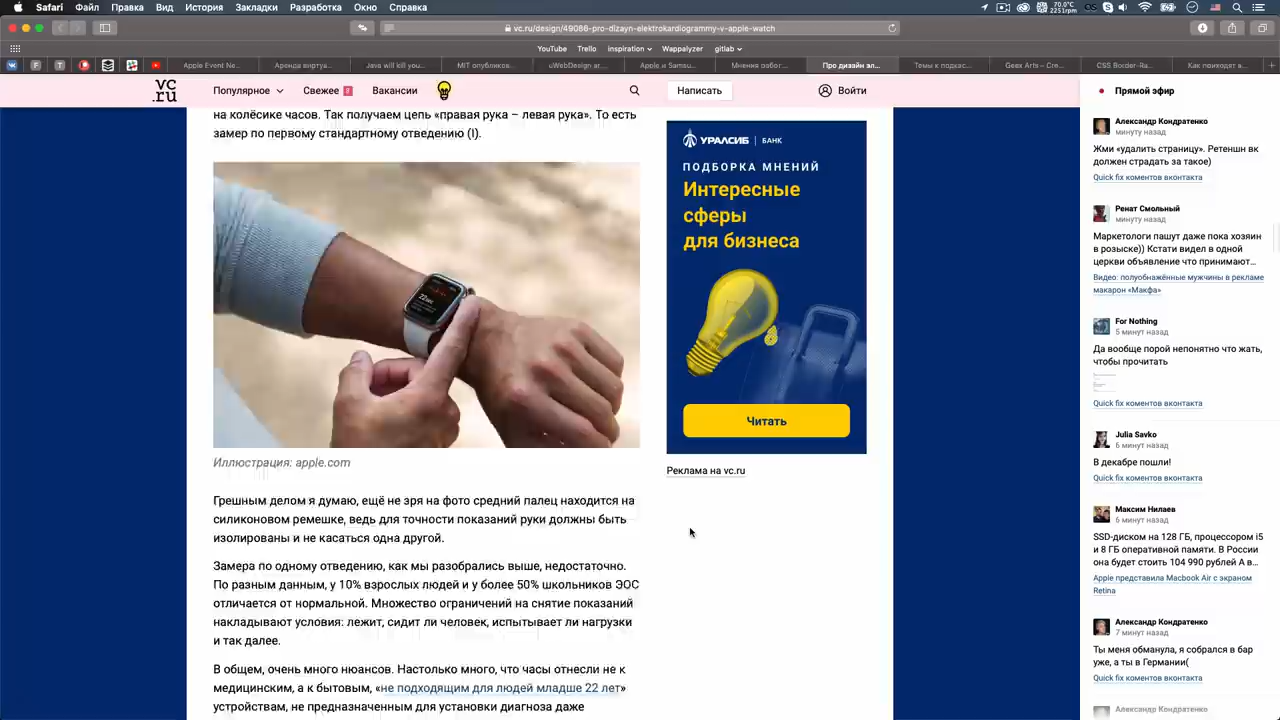 Safari Файл Правка Вид История Закладки Разработка Окно Справка
70.0°C
2251rpm
vc.ru/design/49086-pro-dizayn-elektrokardiogrammy-v-apple-watch
YouTube Trello inspiration Wappalyzer gitlab
Apple Event Ne... Аренда вирту... Java will kill you... MIT опубликов... uWebDesign ar... Apple и Samsu... Мнения робог... Про дизайн эл... Темы к подкас... Geex Arts – Cre... CSS Border-Ra... Как приходят в...
vc
.ru
Популярное Свежее Вакансии Написать Войти
Прямой эфир
на колёсике часов. Так получаем цепь «правая рука – левая рука». То есть
замер по первому стандартному отведению (I).
Иллюстрация: apple.com
Грешным делом я думаю, ещё не зря на фото средний палец находится на
силиконовом ремешке, ведь для точности показаний руки должны быть
изолированы и не касаться одна другой.
Замера по одному отведению, как мы разобрались выше, недостаточно.
По разным данным, у 10% взрослых людей и у более 50% школьников ЭОС
отличается от нормальной. Множество ограничений на снятие показаний
накладывают условия: лежит, сидит ли человек, испытывает ли нагрузки
и так далее.
В общем, очень много нюансов. Настолько много, что часы отнесли не к
медицинским, а к бытовым, «не подходящим для людей младше 22 лет»
устройствам, не предназначенным для установки диагноза даже
УРАЛСИБ | БАНК
ПОДБОРКА МНЕНИЙ
Интересные
сферы
для бизнеса
Читать
Реклама на vc.ru
Александр Кондратенко
минуту назад
Жми «удалить страницу». Ретеншн вк
должен страдать за такое)
Quick fix коментов вконтакта
Ренат Смольный
минуту назад
Маркетологи пашут даже пока хозяин
в розыске)) Кстати видел в одной
церкви объявление что принимают...
Видео: полуобнажённые мужчины в рекламе
макарон «Макфа»
For Nothing
5 минут назад
Да вообще порой непонятно что жать,
чтобы прочитать
Quick fix коментов вконтакта
Julia Savko
6 минут назад
В декабре пошли!
Quick fix коментов вконтакта
Максим Нилаев
6 минут назад
SSD-диском на 128 ГБ, процессором i5
и 8 ГБ оперативной памяти. В России
она будет стоить 104 990 рублей А в...
Apple представила Macbook Air с экраном
Retina
Александр Кондратенко
7 минут назад
Ты меня обманула, я собрался в бар
уже, а ты в Германии(
Quick fix коментов вконтакта
Александр Кондратенко